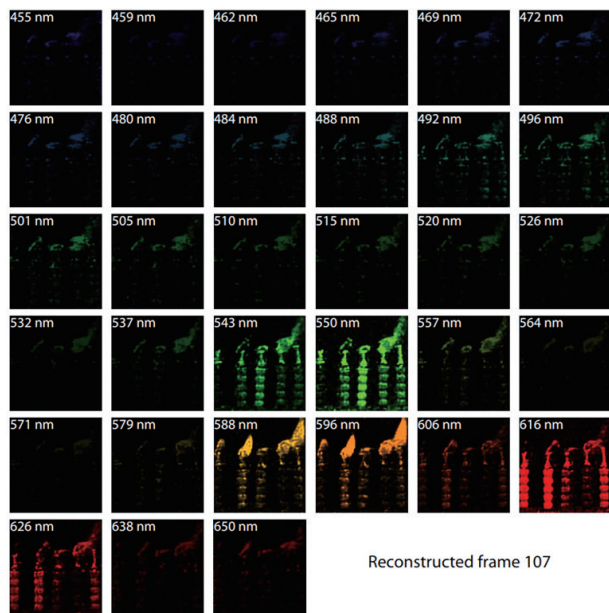 455 nm 459 nm 462 nm 465 nm 469 nm 472 nm
476 nm 480 nm 484 nm 488 nm 492 nm 496 nm
501 nm 505 nm 510 nm 515 nm 520 nm 526 nm
532 nm 537 nm 543 nm 550 nm 557 nm 564 nm
571 nm 579 nm 588 nm 596 nm 606 nm 616 nm
626 nm 638 nm 650 nm
Reconstructed frame 107